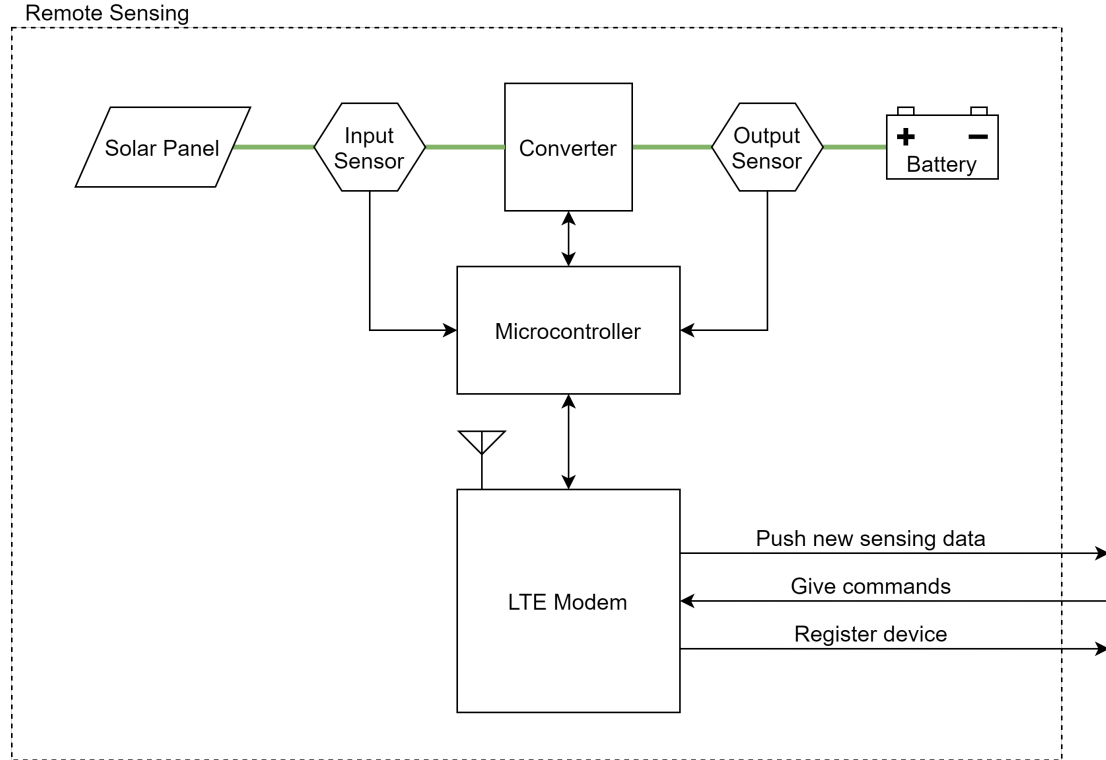 Remote Sensing
Solar Panel
Input
Sensor
Converter
Output
Sensor
+ −
Battery
Microcontroller
LTE Modem
Push new sensing data
Give commands
Register device